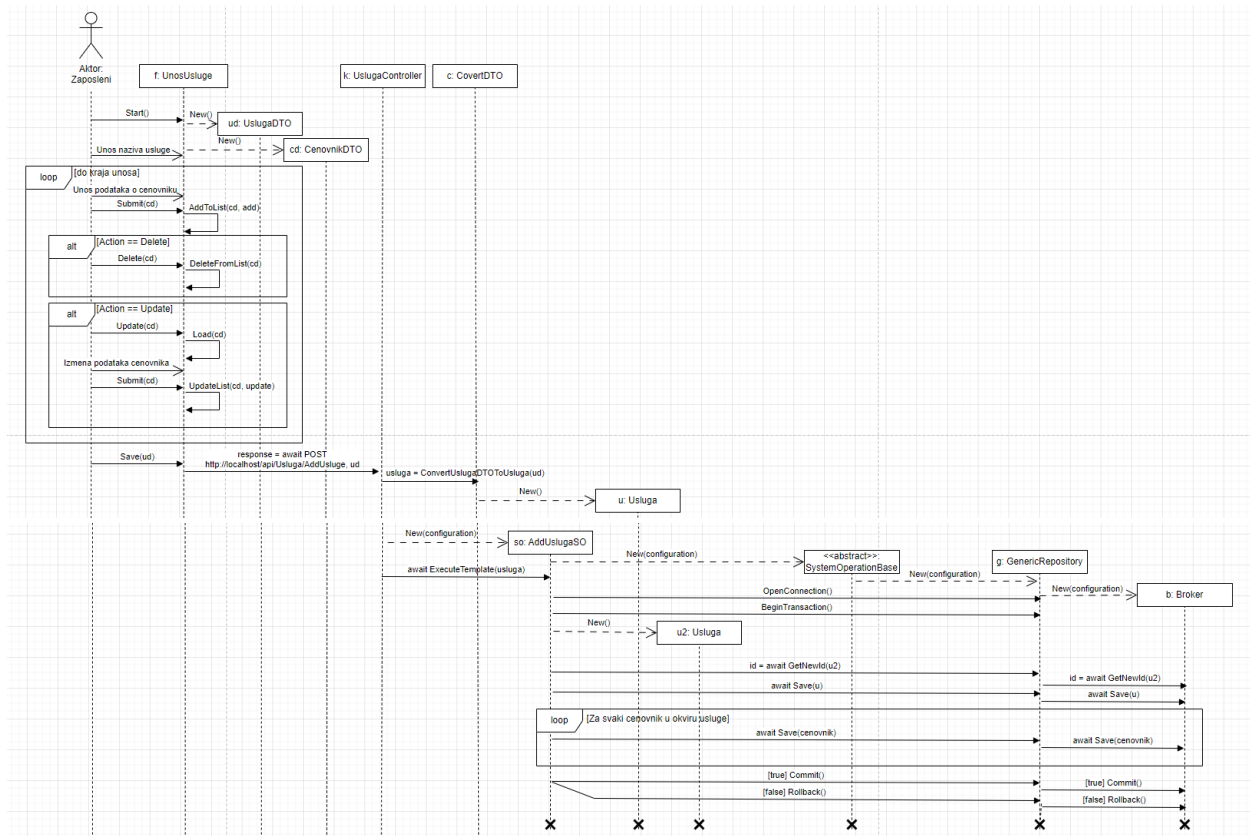 Aktor:
Zaposleni
f: UnosUsluge
k: UslugaController
c: CovertDTO
Start()
New()
ud: UslugaDTO
New()
cd: CenovnikDTO
Unos naziva usluge
loop
[do kraja unosa]
Unos podataka o cenovniku
Submit(cd)
AddToList(cd, add)
alt
[Action == Delete]
Delete(cd)
DeleteFromList(cd)
alt
[Action == Update]
Update(cd)
Load(cd)
Izmena podataka cenovnika
Submit(cd)
UpdateList(cd, update)
Save(ud)
response = await POST
http://localhost/api/Usluga/AddUsluge, ud
usluga = ConvertUslugaDTOToUsluga(ud)
New()
u: Usluga
New(configuration)
so: AddUslugaSO
New(configuration)
<<abstract>>:
SystemOperationBase
g: GenericRepository
await ExecuteTemplate(usluga)
New(configuration)
OpenConnection()
New(configuration)
b: Broker
BeginTransaction()
New()
u2: Usluga
id = await GetNewId(u2)
id = await GetNewId(u2)
await Save(u)
await Save(u)
loop
[Za svaki cenovnik u okviru usluge]
await Save(cenovnik)
await Save(cenovnik)
[true] Commit()
[true] Commit()
[false] Rollback()
[false] Rollback()